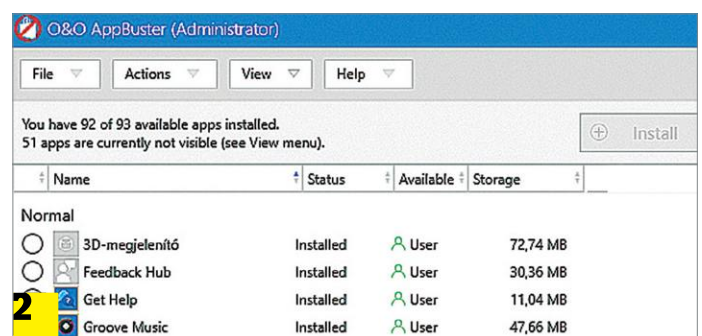 O&O AppBuster (Administrator)
File Actions View Help
You have 92 of 93 available apps installed.
51 apps are currently not visible (see View menu).
Install
Name Status Available Storage
Normal
3D-megjelenítő Installed User 72,74 MB
Feedback Hub Installed User 30,36 MB
Get Help Installed User 11,04 MB
2
Groove Music Installed User 47,66 MB